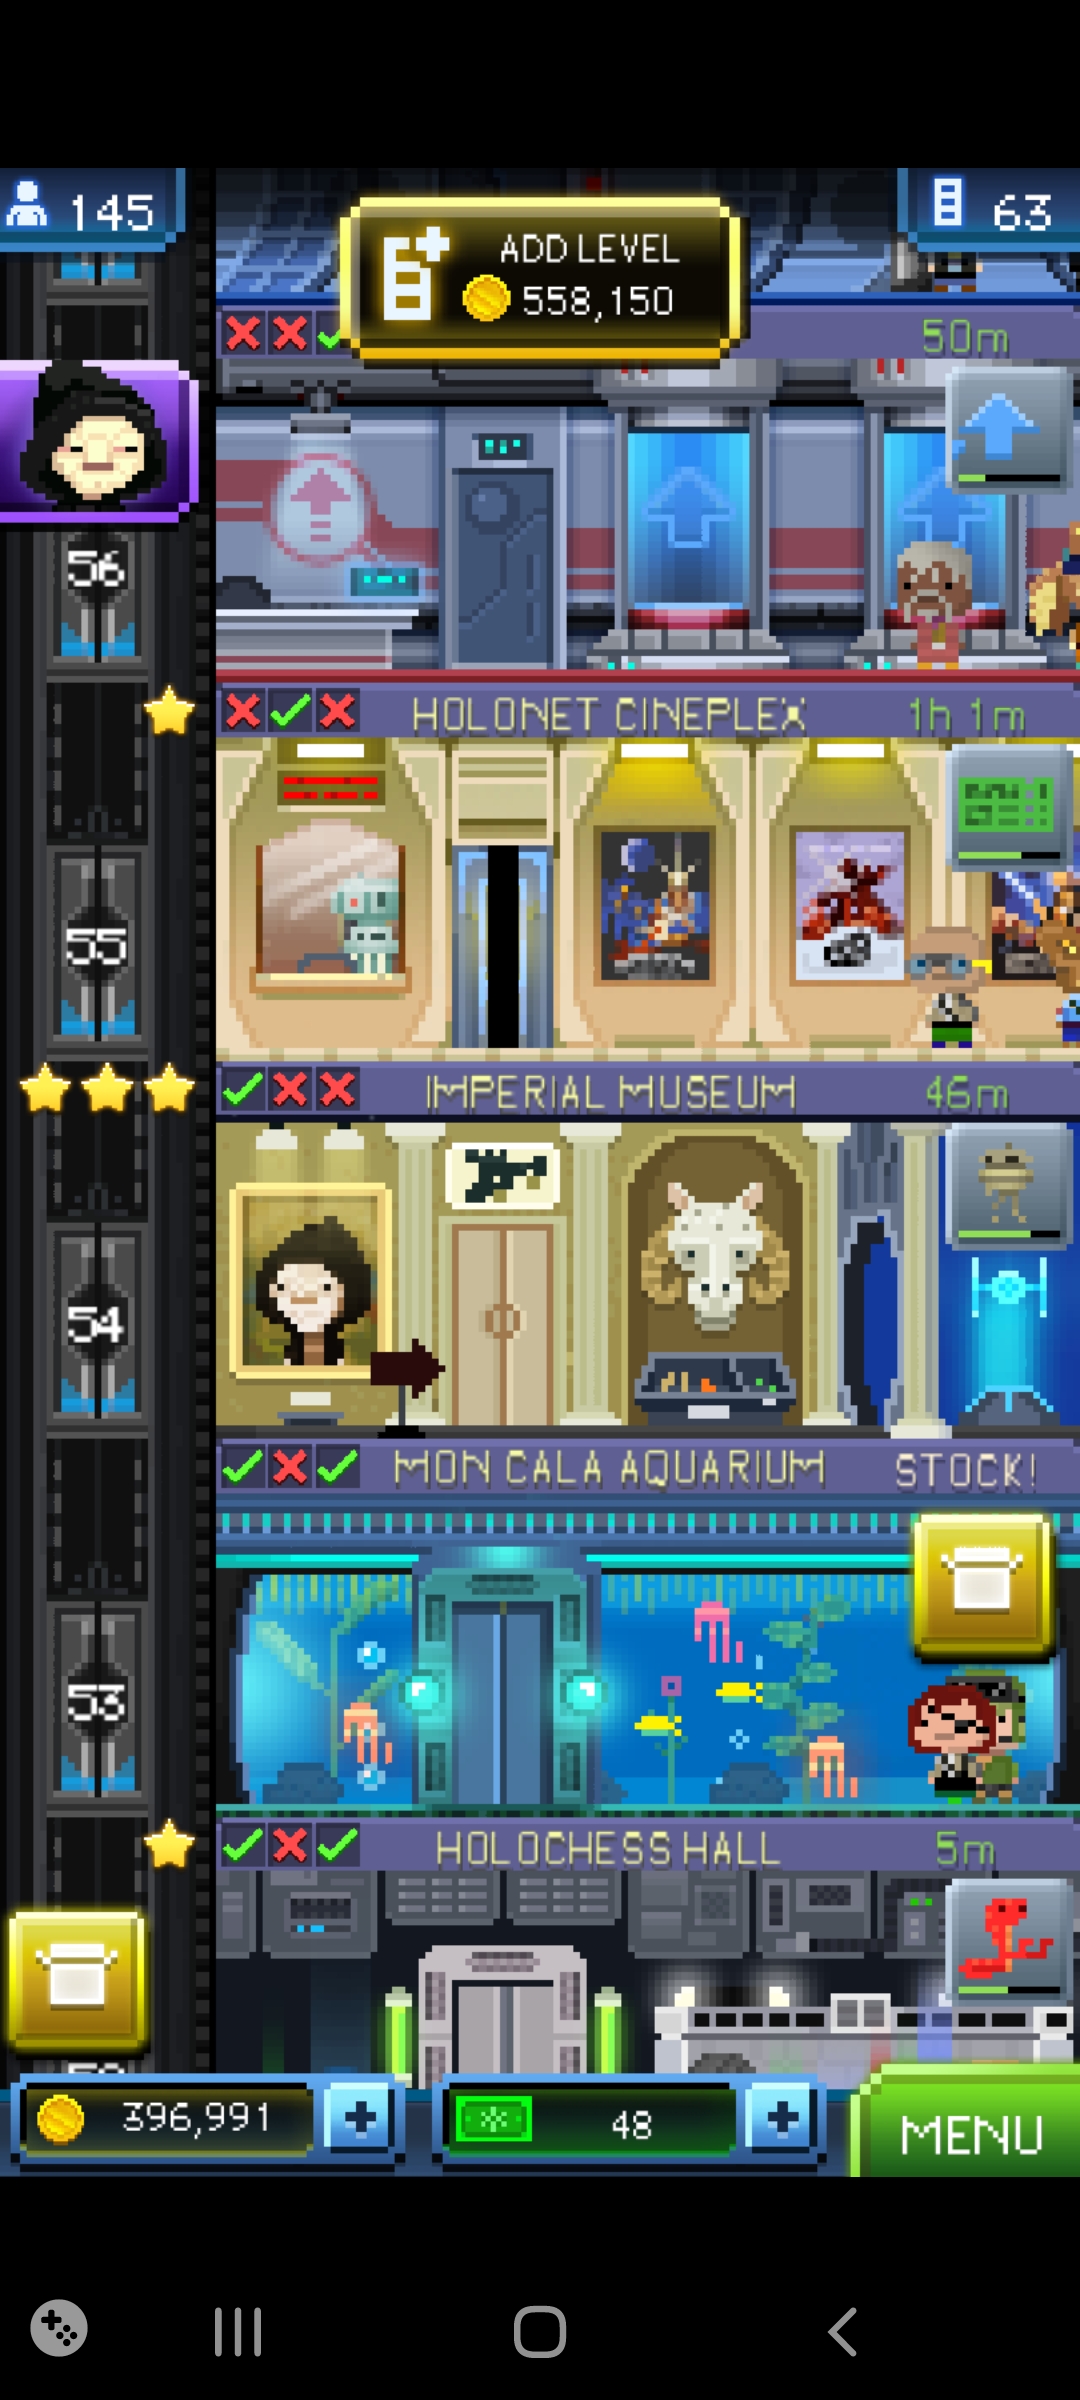 145
ADD LEVEL
558,150
63
50m
56
HOLONET CINEPLEX
1h 1m
55
IMPERIAL MUSEUM
46m
54
MON CALA AQUARIUM
STOCK!
53
HOLOCHESS HALL
5m
396,991
48
MENU